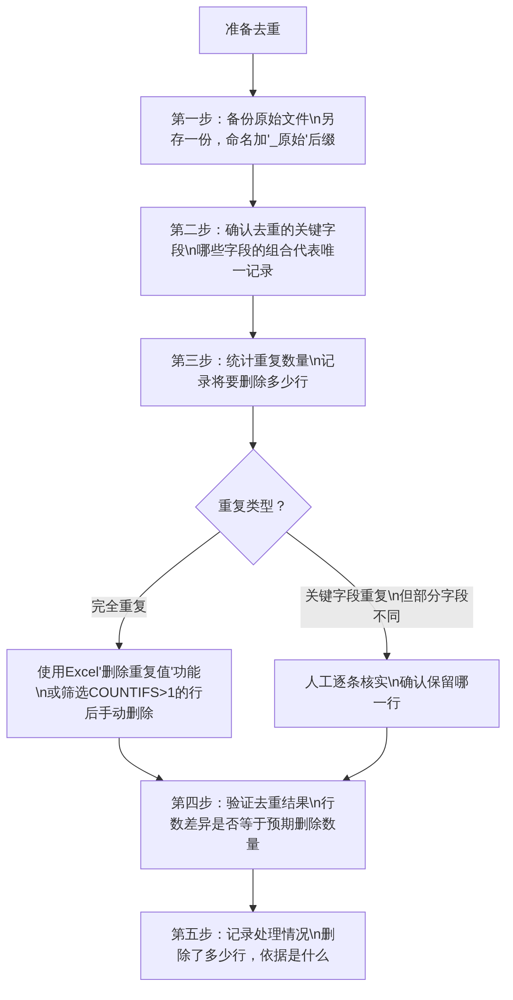 准备去重
第一步：备份原始文件\n另
存一份，命名加'_原始'后缀
第二步：确认去重的关键字
段\n哪些字段的组合代表唯
一记录
第三步：统计重复数量\n记
录将要删除多少行
重复类型？
完全重复
关键字段重复\n但部分字段
不同
使用Excel'删除重复值'功能
\n或筛选COUNTIFS>1的行
后手动删除
人工逐条核实\n确认保留哪
一行
第四步：验证去重结果\n行
数差异是否等于预期删除数
量
第五步：记录处理情况\n删
除了多少行，依据是什么